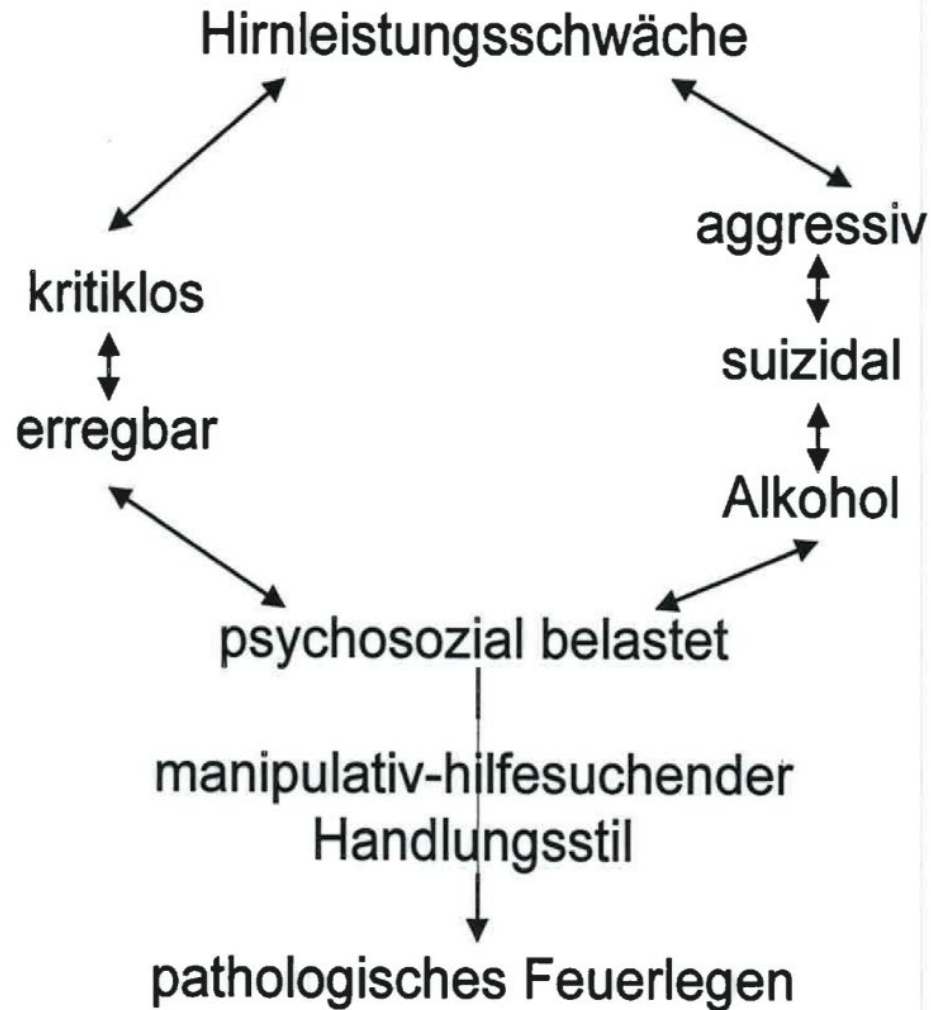 Hirnleistungsschwäche
aggressiv
kritiklos
suizidal
erregbar
Alkohol
psychosozial belastet
manipulativ-hilfesuchender
Handlungsstil
pathologisches Feuerlegen